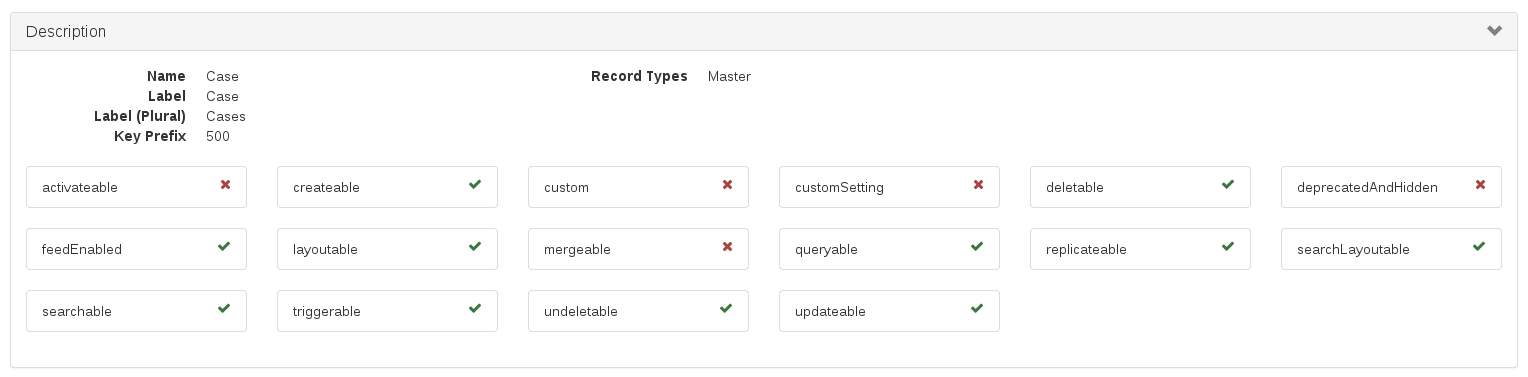 Description
Name Case Record Types Master
Label Case
Label (Plural) Cases
Key Prefix 500
activateable createable custom customSetting deletable deprecatedAndHidden
feedEnabled layoutable mergeable queryable replicateable searchLayoutable
searchable triggerable undeletable updateable